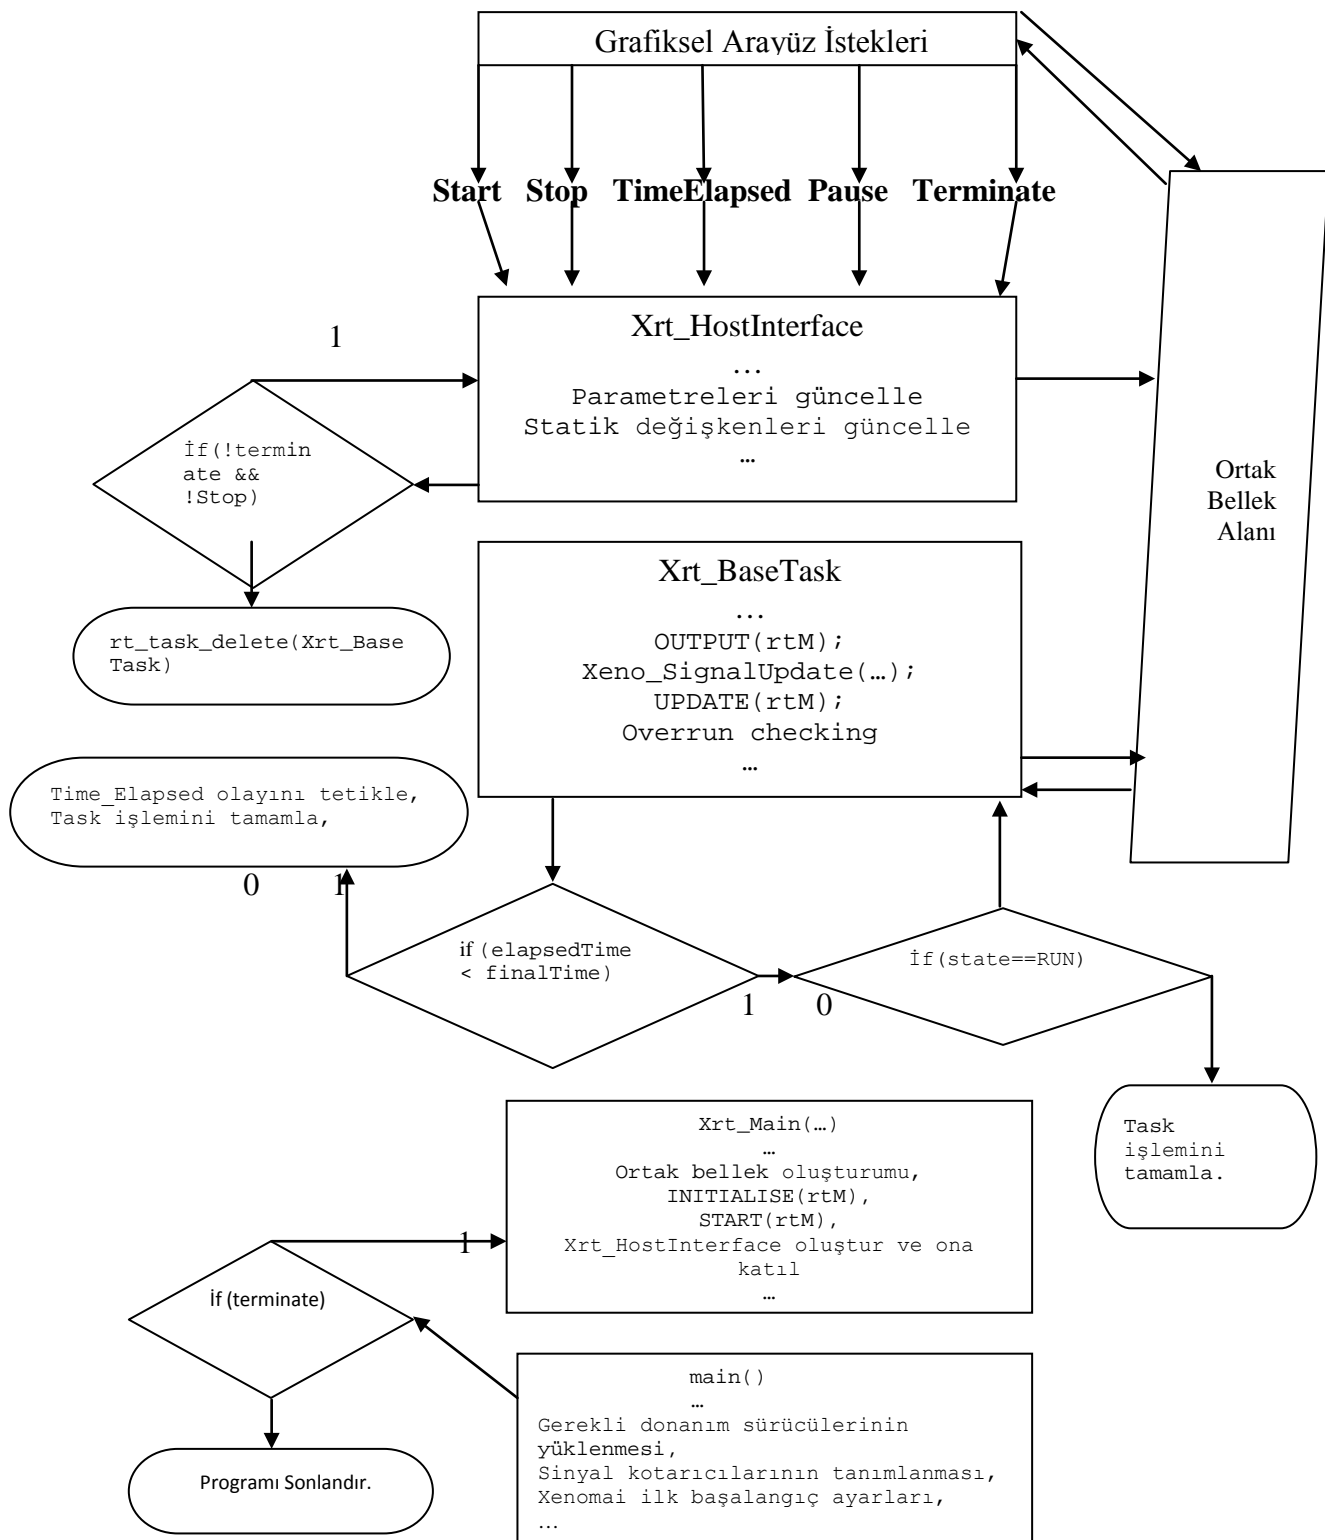 Grafiksel Arayüz İstekleri
Start Stop TimeElapsed Pause Terminate
1
Xrt_HostInterface
...
Parametreleri güncelle
Statik değişkenleri güncelle
…
İf(!termin
ate &&
!Stop)
Ortak
Bellek
Alanı
rt_task_delete(Xrt_Base
Task)
Xrt_BaseTask
...
OUTPUT(rtM);
Xeno_SignalUpdate(…);
UPDATE(rtM);
Overrun checking
…
Time_Elapsed olayını tetikle,
Task işlemini tamamla,
0 1
if (elapsedTime
< finalTime)
1
İf(state==RUN)
0
Task
işlemini
tamamla.
Xrt_Main(…)
…
Ortak bellek oluşturumu,
INITIALISE(rtM),
START(rtM),
Xrt_HostInterface oluştur ve ona
katıl
…
1
İf (terminate)
Programı Sonlandır.
main()
…
Gerekli donanım sürücülerinin
yüklenmesi,
Sinyal kotarıcılarının tanımlanması,
Xenomai ilk başalangıç ayarları,
...